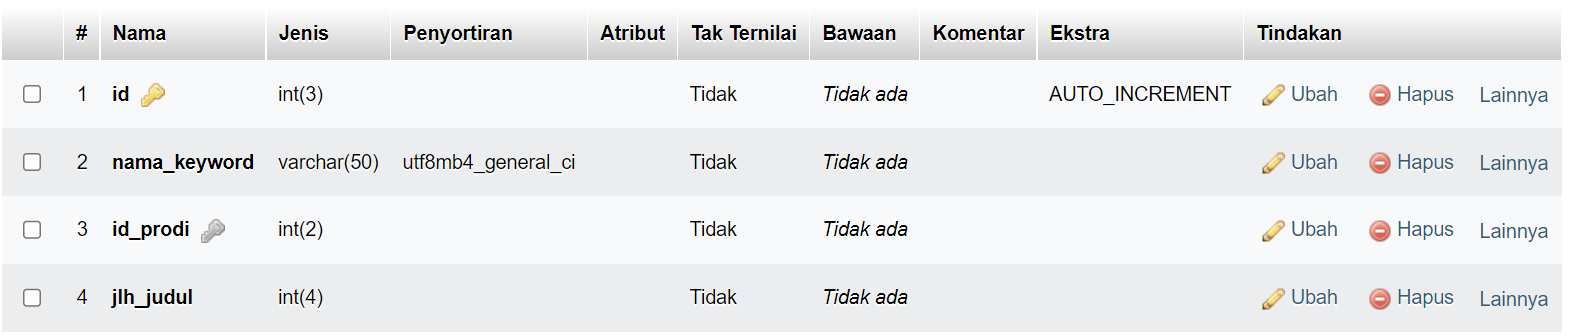 # Nama Jenis Penyortiran Atribut Tak Ternilai Bawaan Komentar Ekstra Tindakan
1 id int(3) Tidak Tidak ada AUTO_INCREMENT Ubah Hapus Lainnya
2 nama_keyword varchar(50) utf8mb4_general_ci Tidak Tidak ada Ubah Hapus Lainnya
3 id_prodi int(2) Tidak Tidak ada Ubah Hapus Lainnya
4 jlh_judul int(4) Tidak Tidak ada Ubah Hapus Lainnya